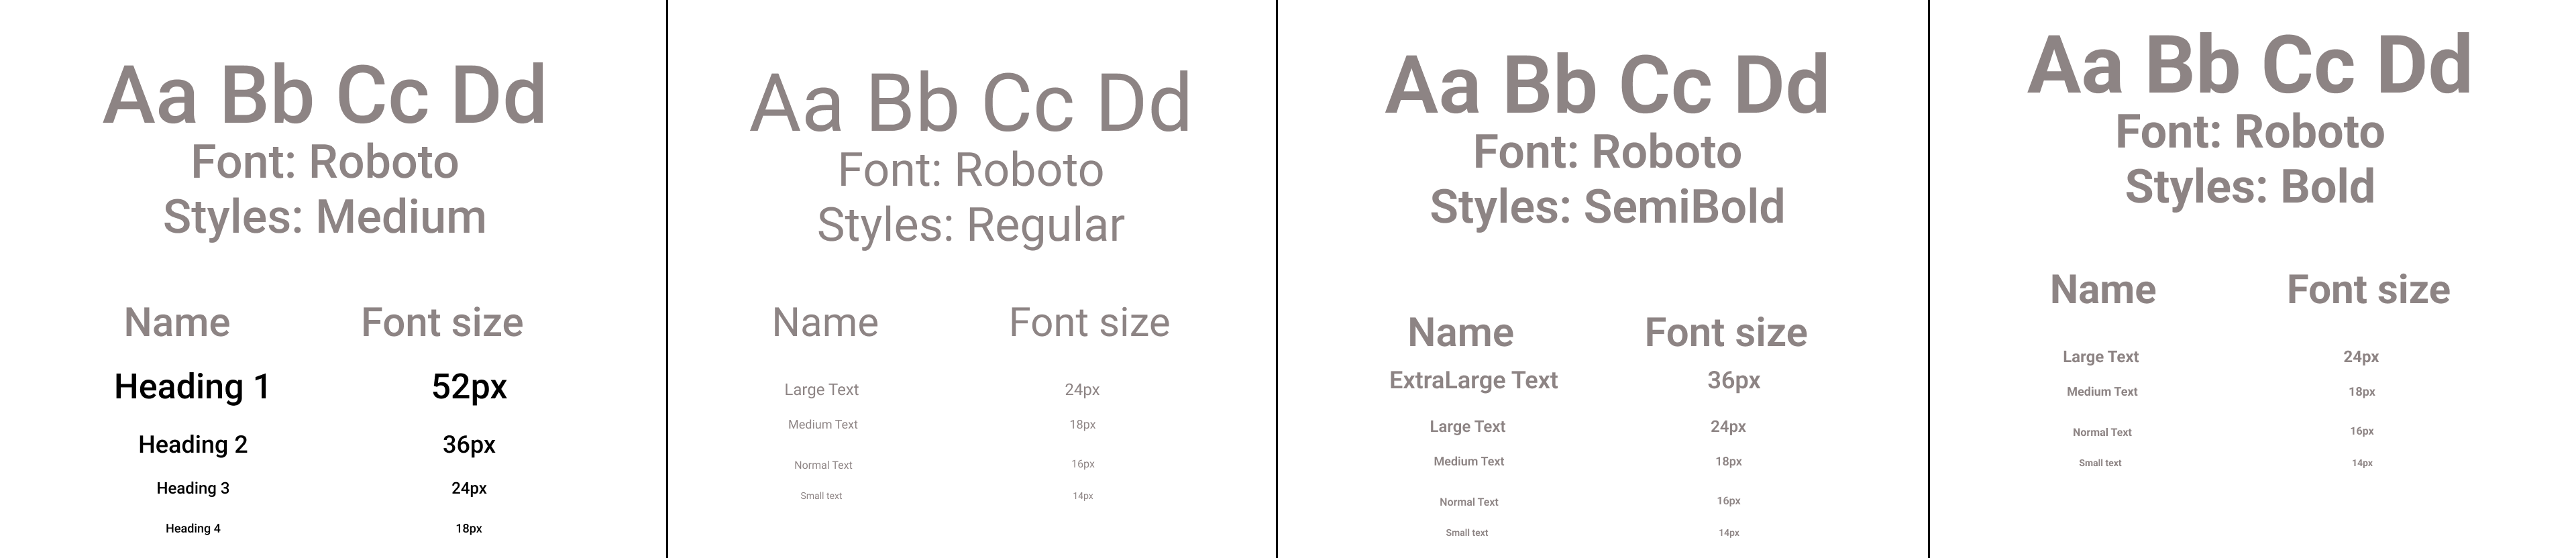 Aa Bb Cc Dd
Font: Roboto
Styles: Medium
Name Font size
Heading 1 52px
Heading 2 36px
Heading 3 24px
Heading 4 18px
Aa Bb Cc Dd
Font: Roboto
Styles: Regular
Name Font size
Large Text 24px
Medium Text 18px
Normal Text 16px
Small text 14px
Aa Bb Cc Dd
Font: Roboto
Styles: SemiBold
Name Font size
ExtraLarge Text 36px
Large Text 24px
Medium Text 18px
Normal Text 16px
Small text 14px
Aa Bb Cc Dd
Font: Roboto
Styles: Bold
Name Font size
Large Text 24px
Medium Text 18px
Normal Text 16px
Small text 14px